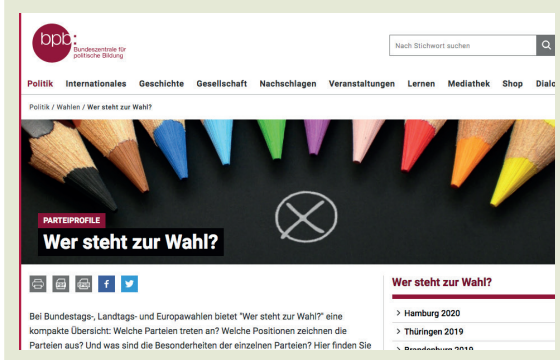 bpb:
Bundeszentrale für
politische Bildung
Nach Stichwort suchen
Politik Internationales Geschichte Gesellschaft Nachschlagen Veranstaltungen Lernen Mediathek Shop Dialo
Politik / Wahlen / Wer steht zur Wahl?
PARTEIPROFILE
Wer steht zur Wahl?
Bei Bundestags-, Landtags- und Europawahlen bietet "Wer steht zur Wahl?" eine
kompakte Übersicht: Welche Parteien treten an? Welche Positionen zeichnen die
Parteien aus? Und was sind die Besonderheiten der einzelnen Parteien? Hier finden Sie
Wer steht zur Wahl?
> Hamburg 2020
> Thüringen 2019
> Brandenburg 2019